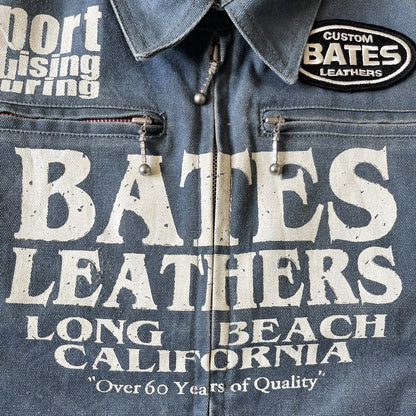 port
ising
uring
CUSTOM
BATES
LEATHERS
BATES
LEATHERS
LONG BEACH
CALIFORNIA
"Over 60 Years of Quality"